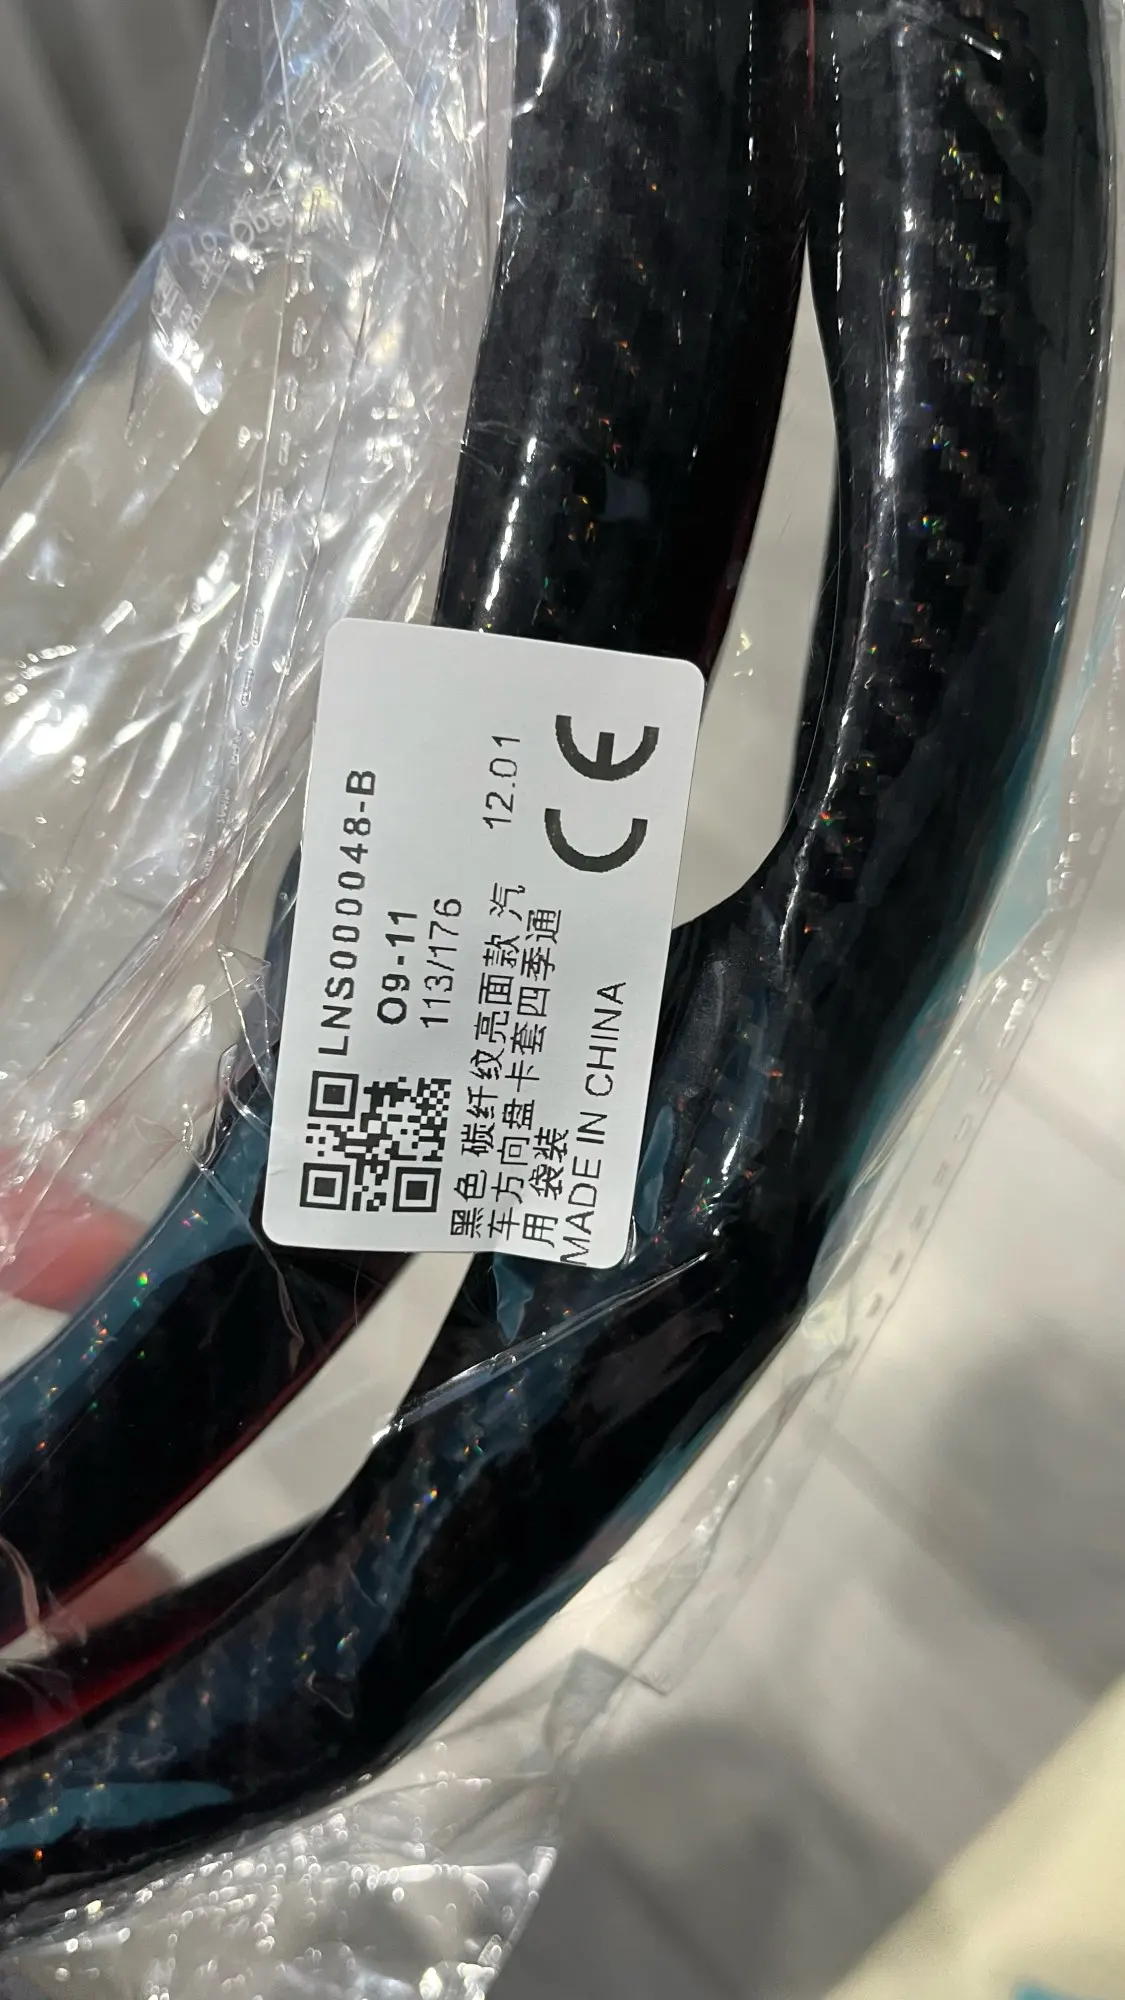 LNS000048-B
O9-11
113/176
黑色 碳纤纹亮面款 汽 12.01
车方向盘卡套四季通
用 袋装
MADE IN CHINA
CE